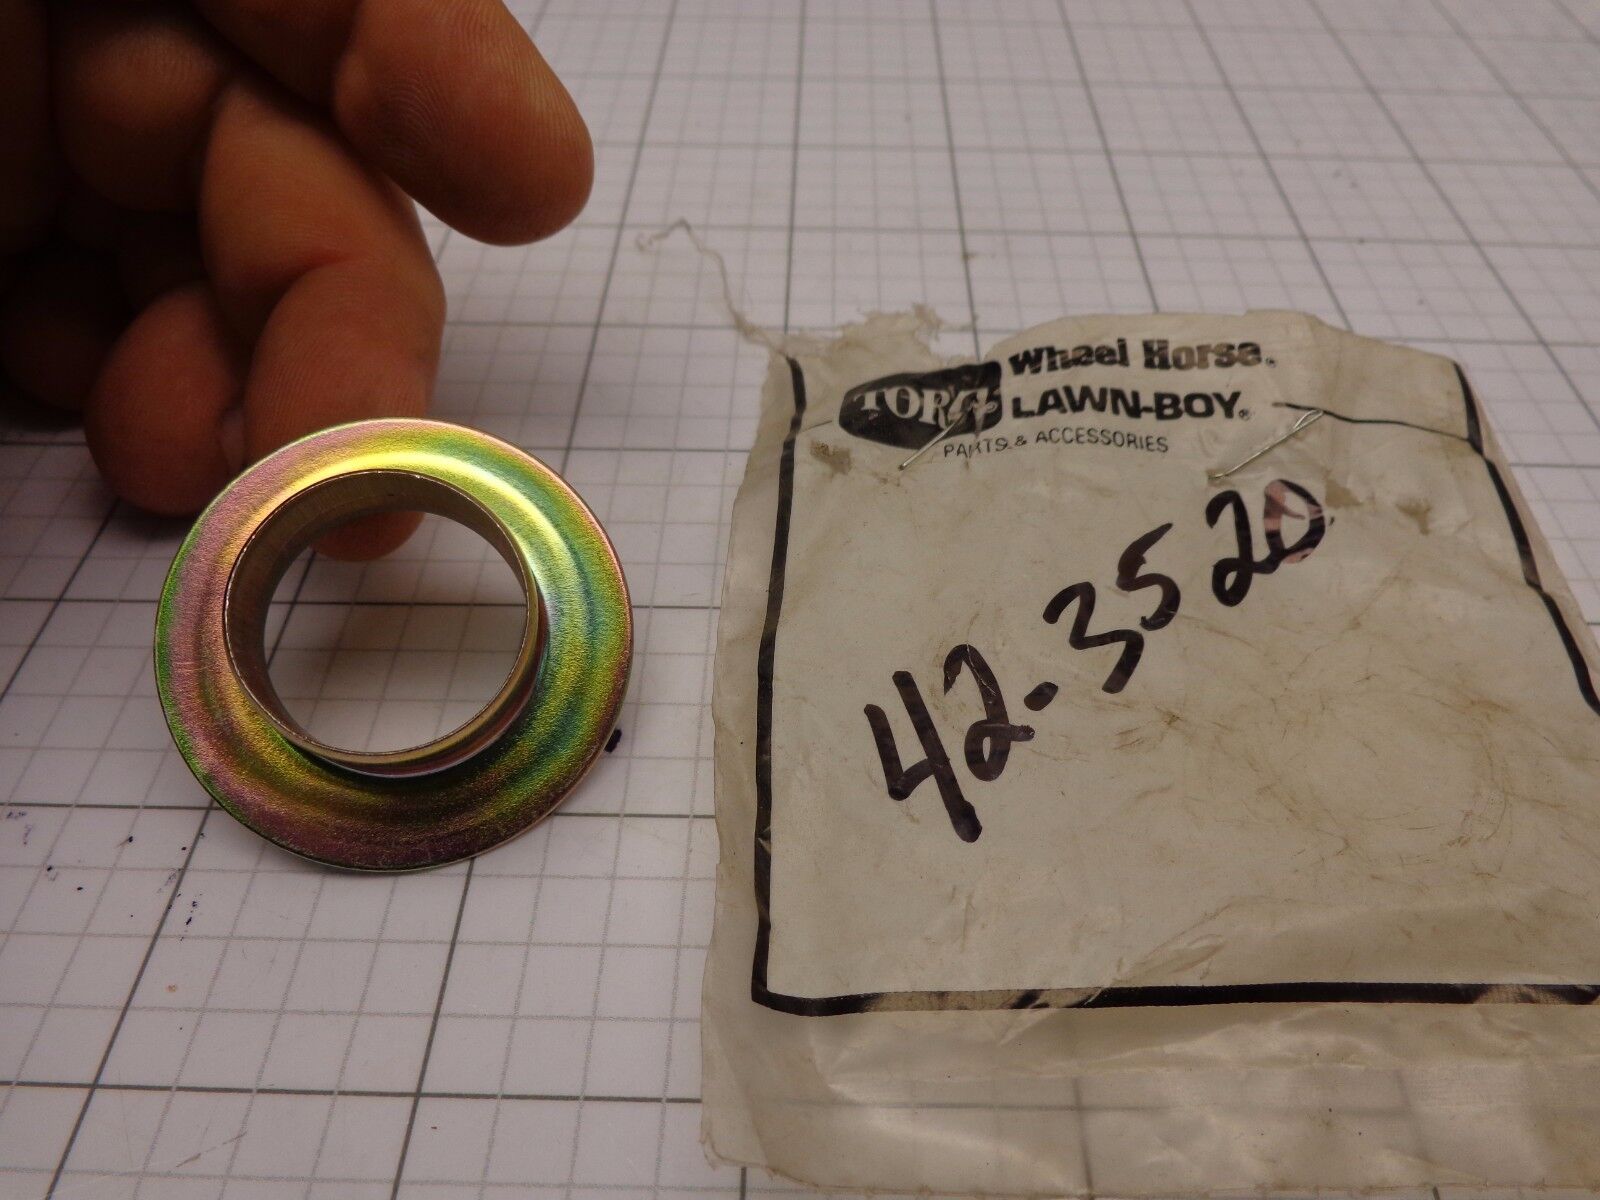 Wheel Horse®
TORO LAWN-BOY®
PARTS & ACCESSORIES
42-3520